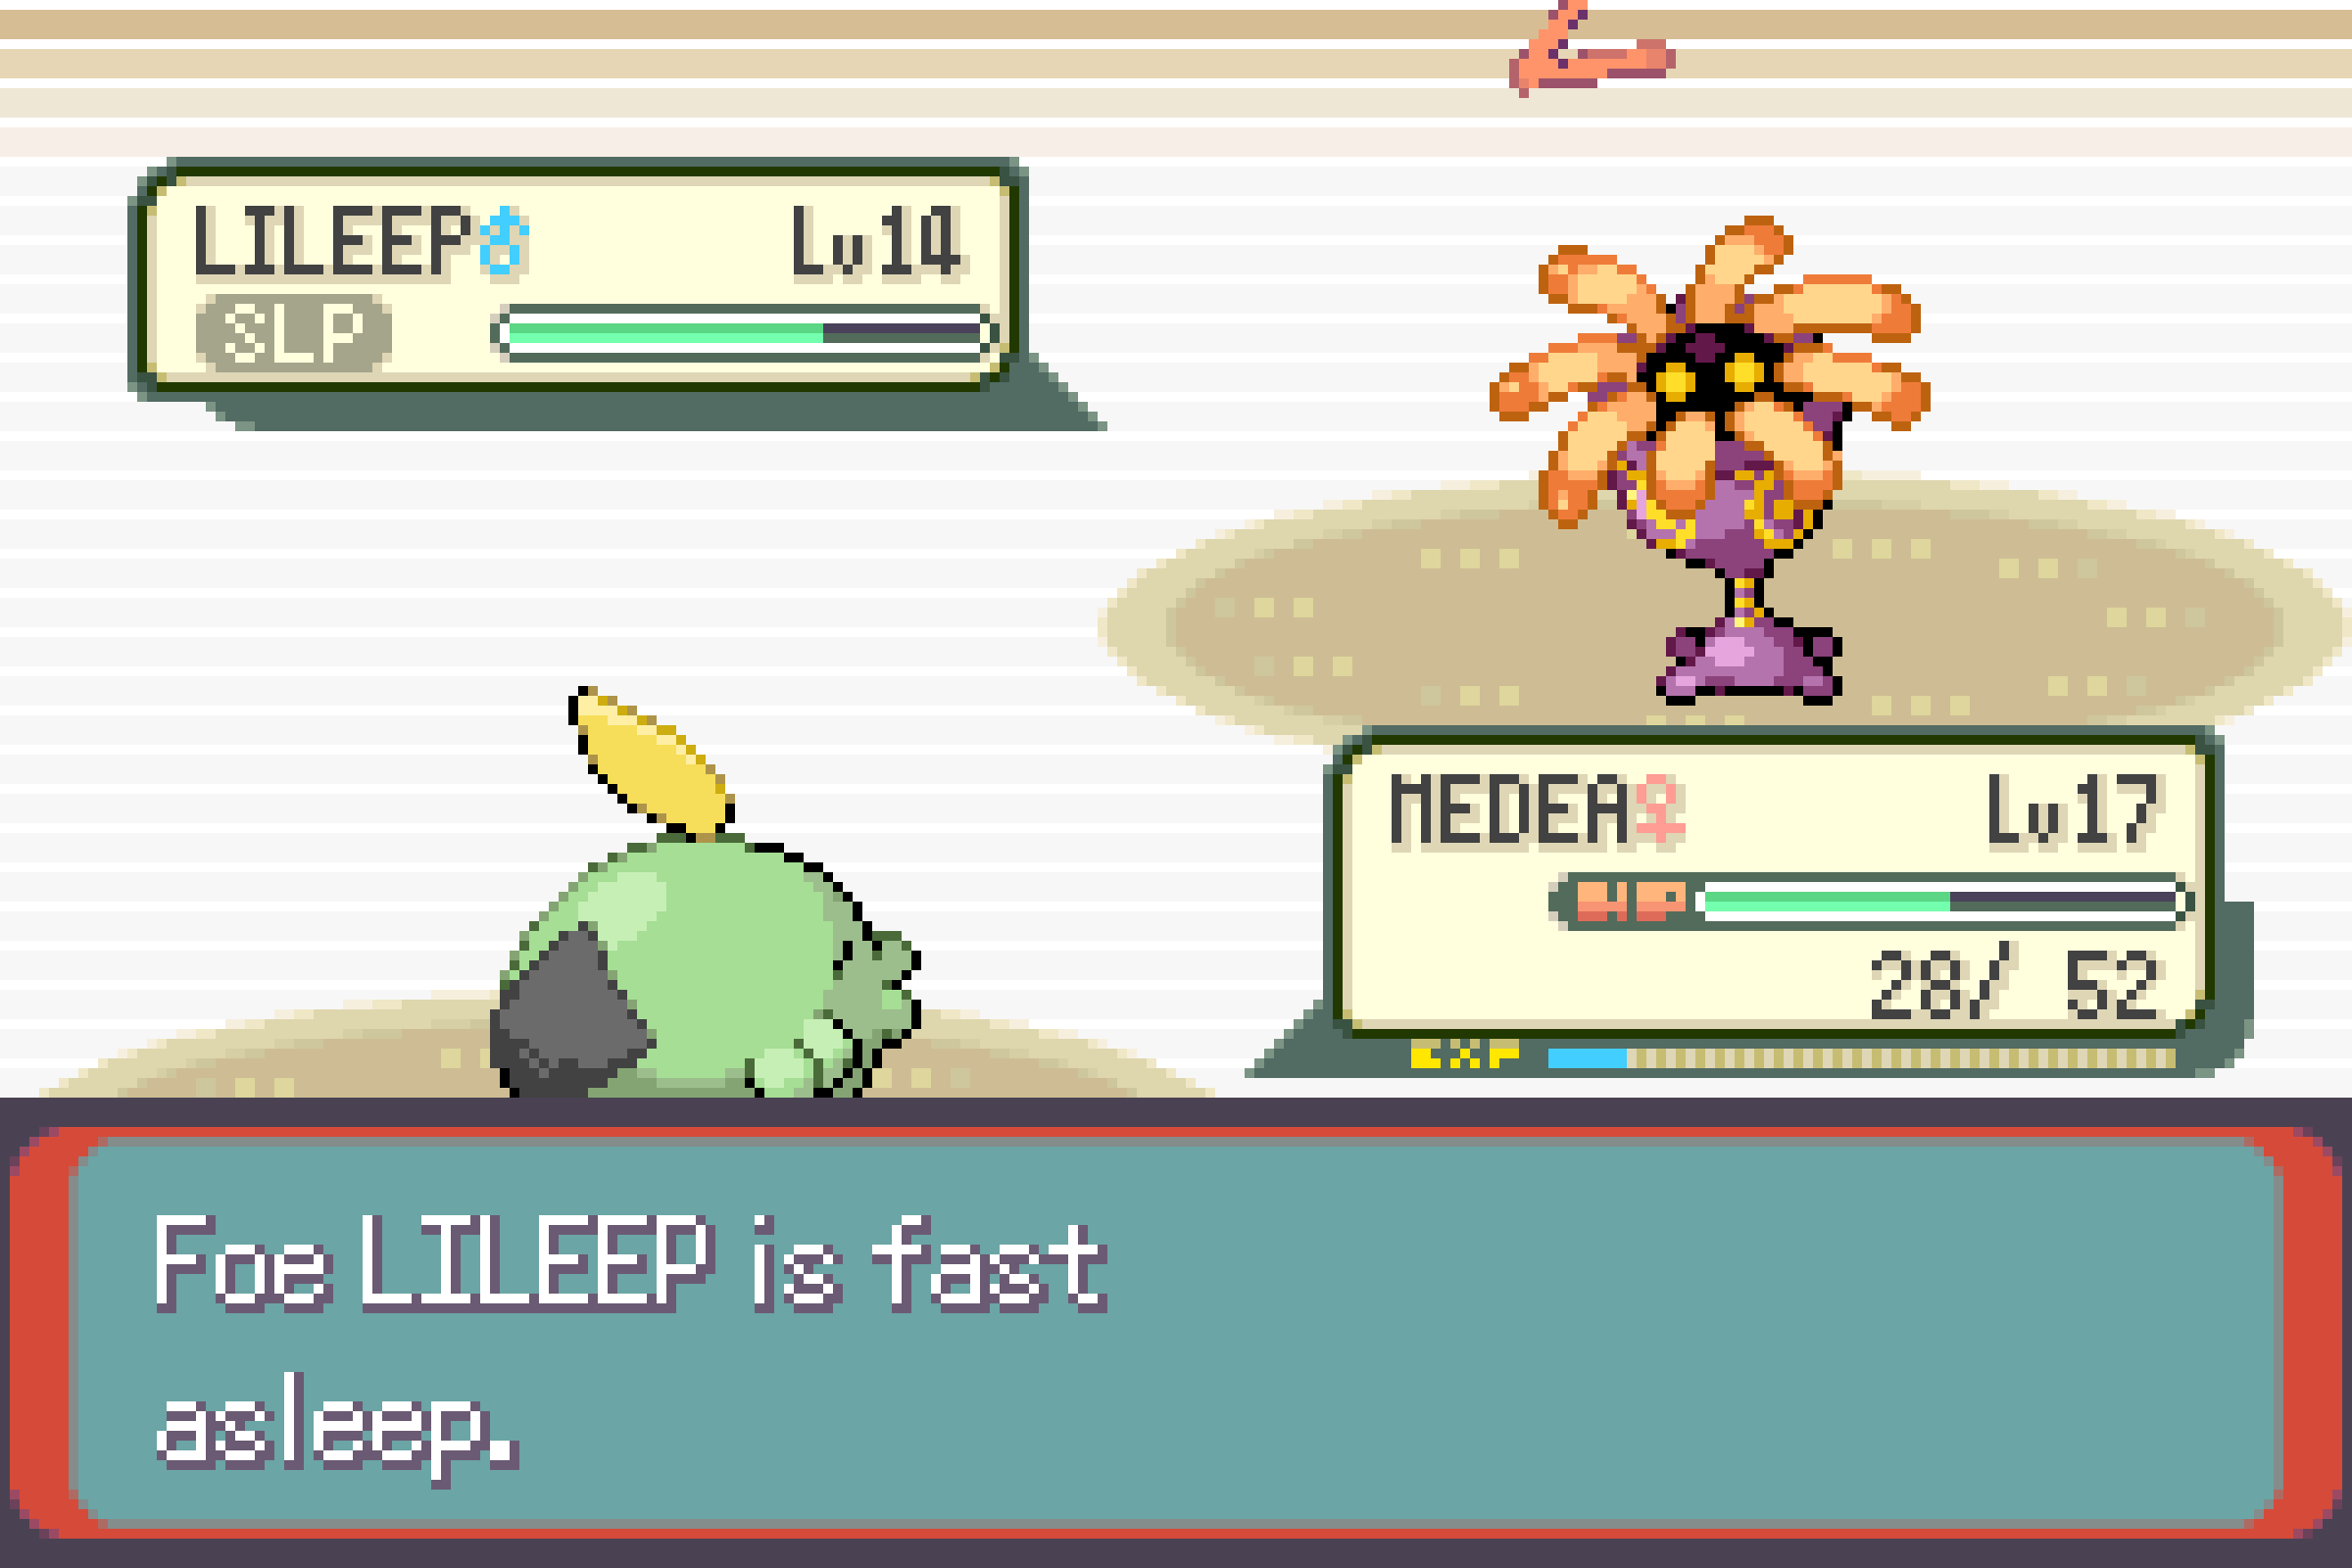 LILEEP♂ Lv14
SLP
MEDEA♀ Lv17
HP
28/ 52
EXP
Foe LILEEP is fast
asleep.